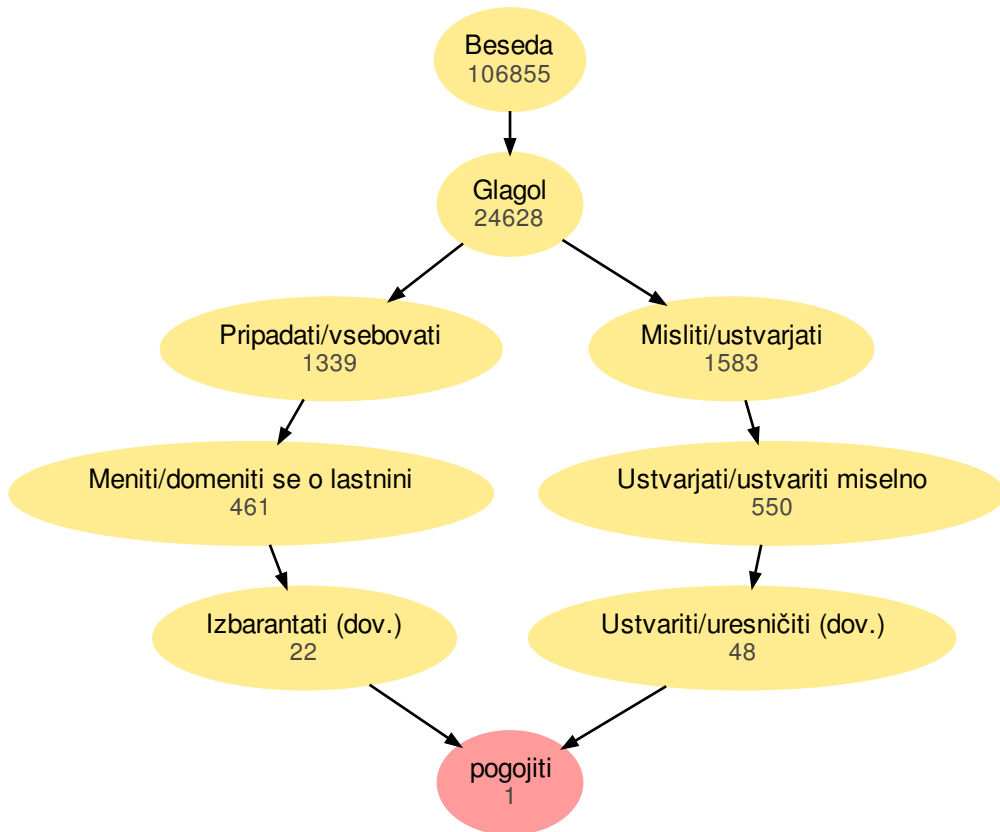 Beseda
106855
Glagol
24628
Pripadati/vsebovati
1339
Misliti/ustvarjati
1583
Meniti/domeniti se o lastnini
461
Ustvarjati/ustvariti miselno
550
Izbarantati (dov.)
22
Ustvariti/uresničiti (dov.)
48
pogojiti
1